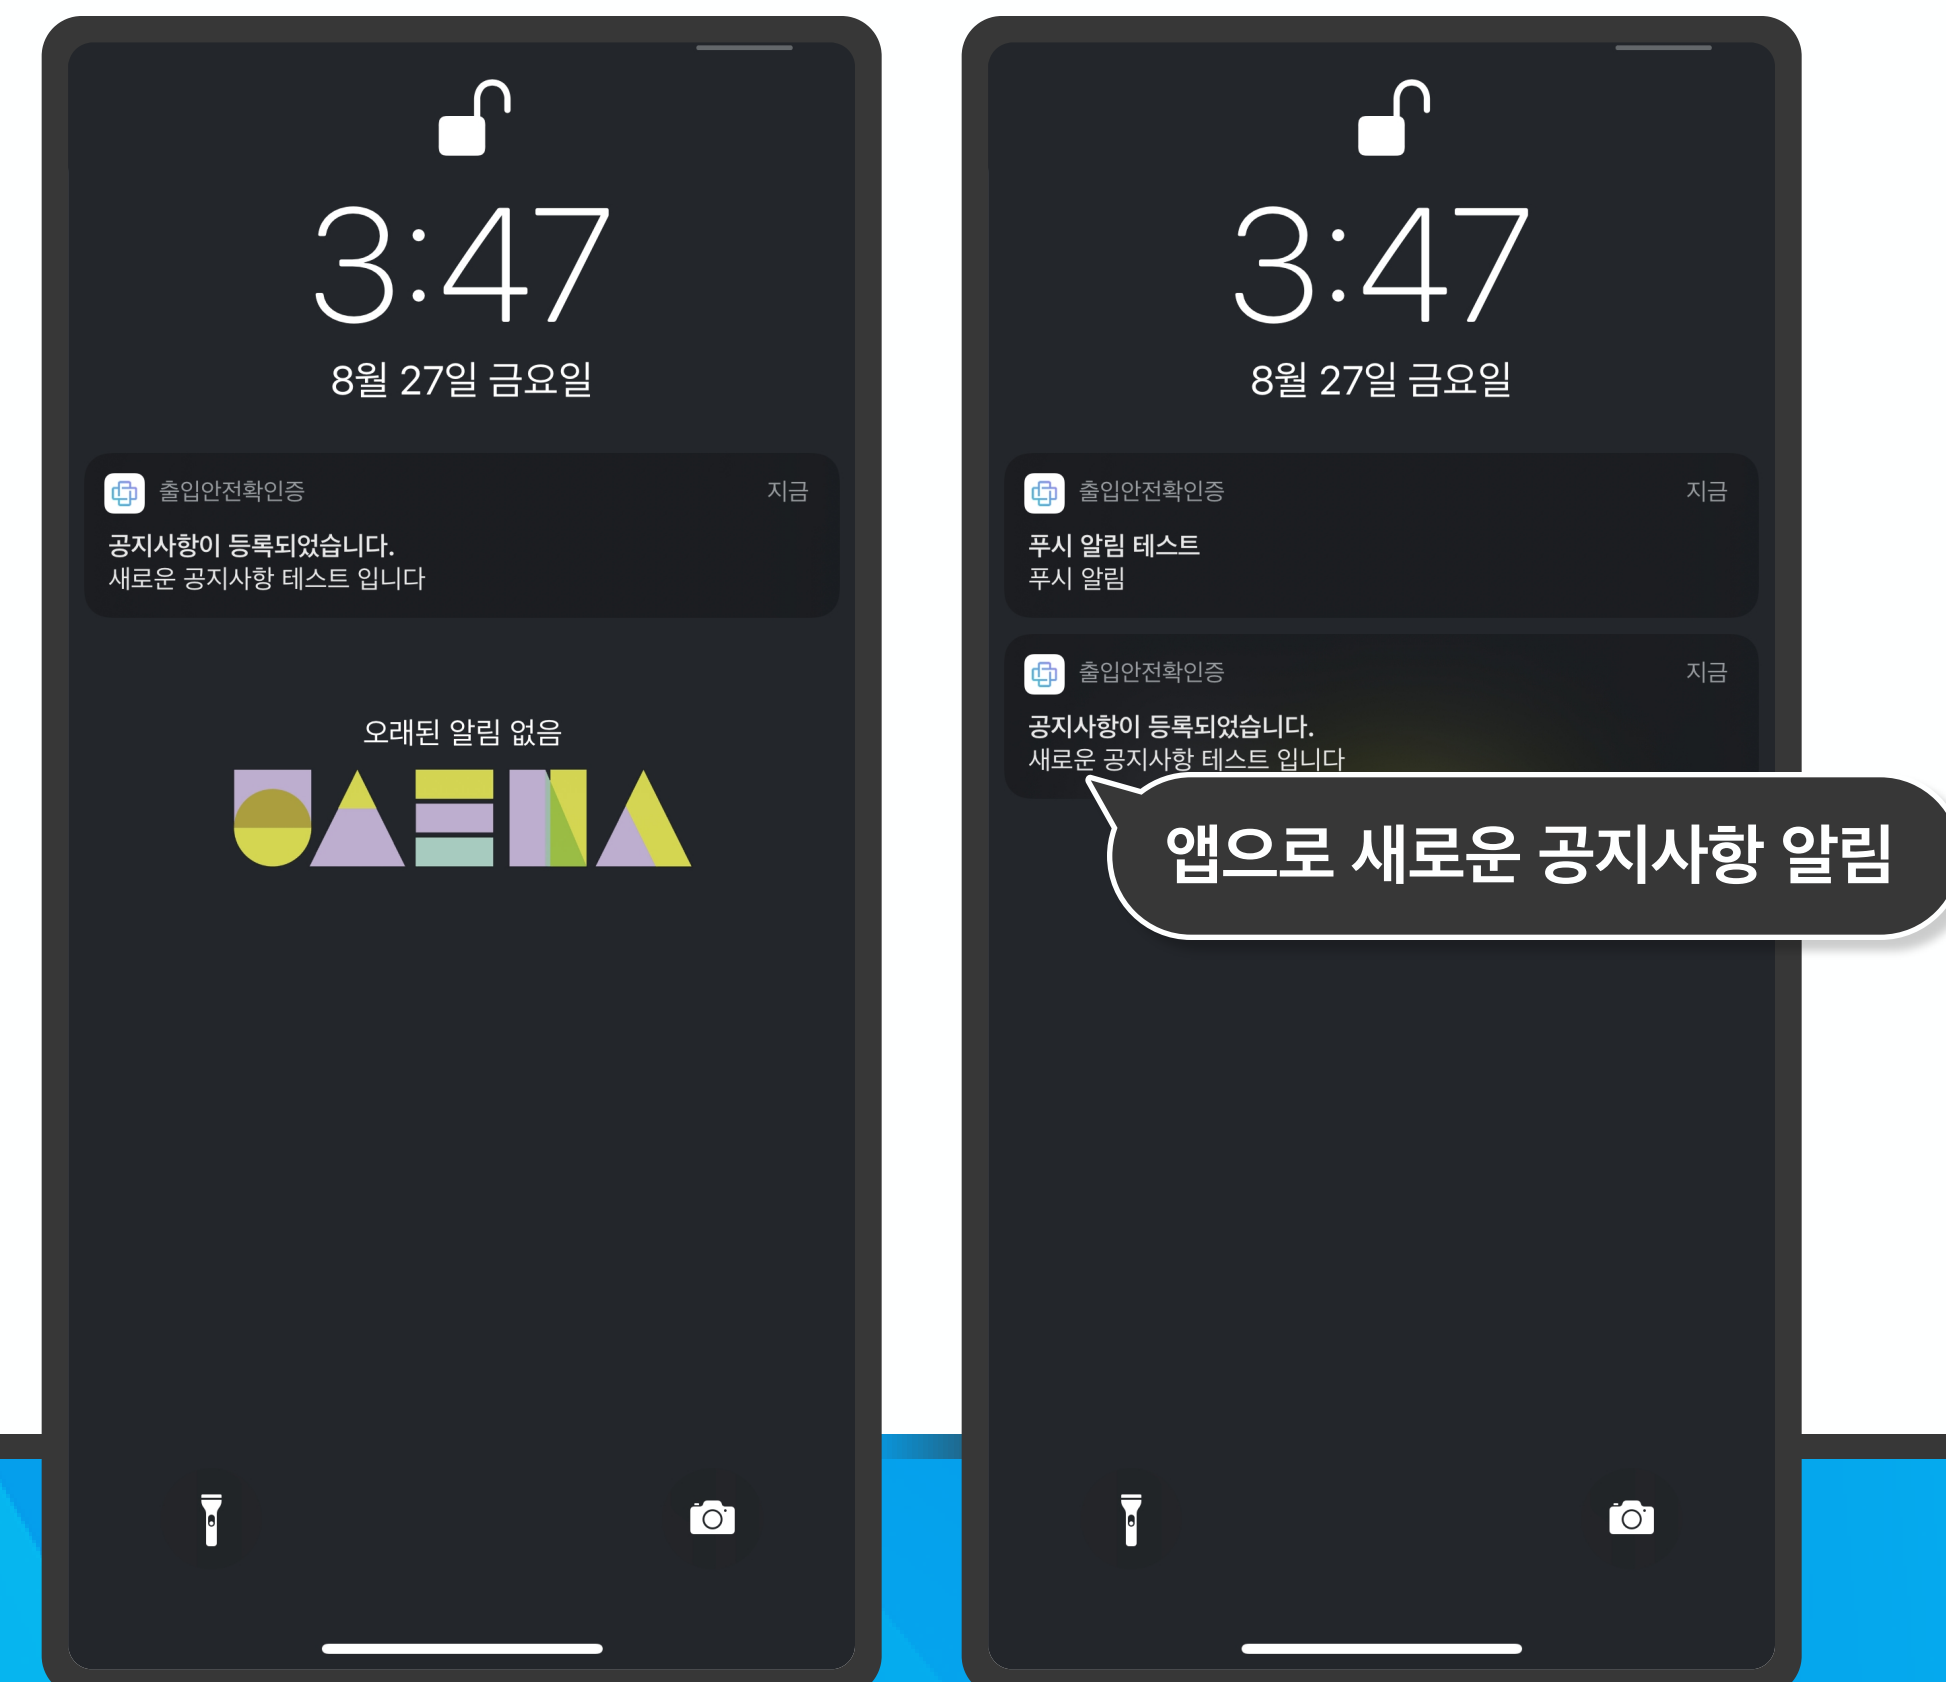 3:47
8월 27일 금요일
출입안전확인증 지금
공지사항이 등록되었습니다.
새로운 공지사항 테스트 입니다
오래된 알림 없음
3:47
8월 27일 금요일
출입안전확인증 지금
푸시 알림 테스트
푸시 알림
출입안전확인증 지금
공지사항이 등록되었습니다.
새로운 공지사항 테스트 입니다
앱으로 새로운 공지사항 알림